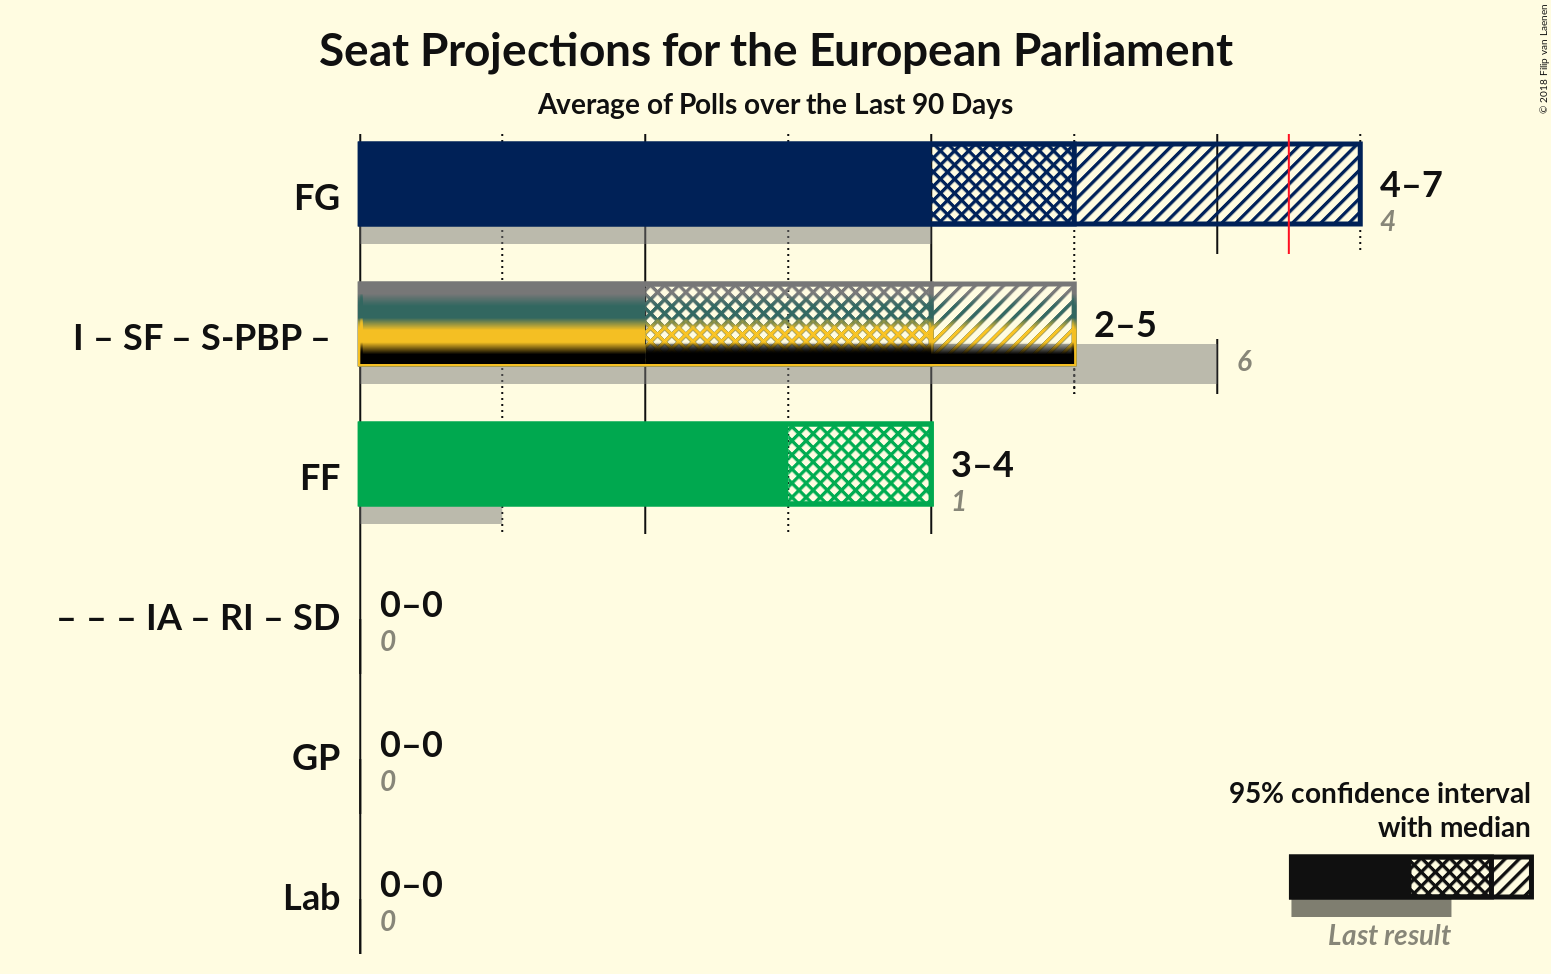 Seat Projections for the European Parliament
Average of Polls over the Last 90 Days
© 2018 Filip van Laenen
FG
4–7
4
I – SF – S-PBP –
2–5
6
FF
3–4
1
– – – IA – RI – SD
0–0
0
GP
0–0
0
Lab
0–0
0
95% confidence interval
with median
Last result